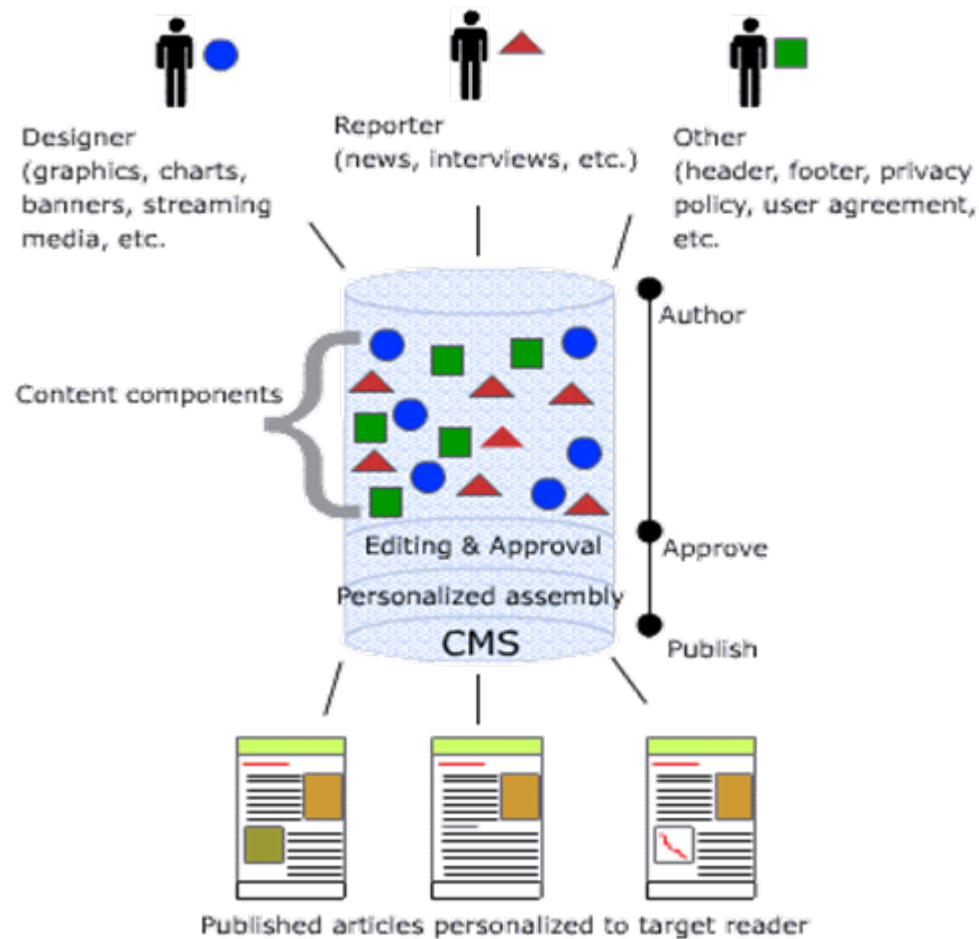 Designer
(graphics, charts,
banners, streaming
media, etc.
Reporter
(news, interviews, etc.)
Other
(header, footer, privacy
policy, user agreement,
etc.
Author
Content components
Editing & Approval
Approve
Personalized assembly
CMS
Publish
Published articles personalized to target reader